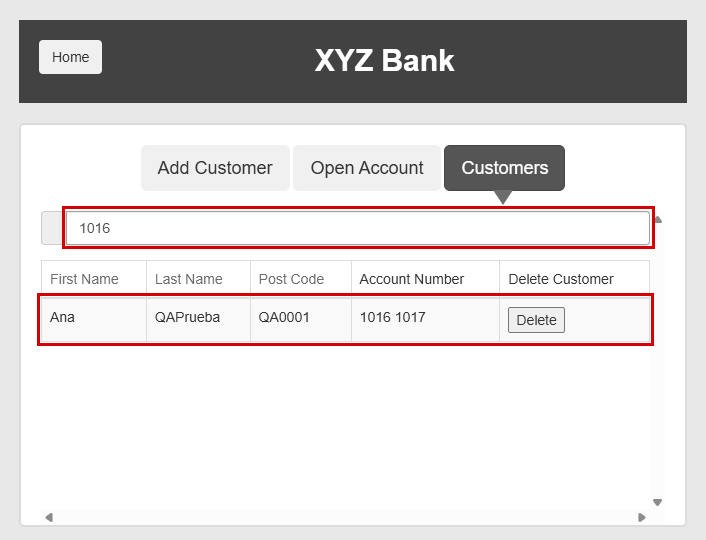 Home
XYZ Bank
Add Customer Open Account Customers
1016
First Name Last Name Post Code Account Number Delete Customer
Ana QAPrueba QA0001 1016 1017 Delete